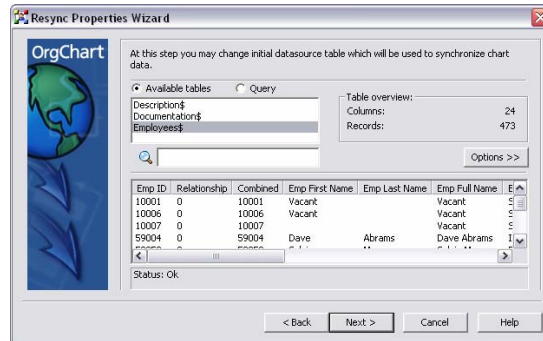 Resync Properties Wizard
OrgChart
At this step you may change initial datasource table which will be used to synchronize chart
data.
Available tables
Query
Description$
Documentation$
Employees$
Table overview:
Columns: 24
Records: 473
Options >>
Emp ID Relationship Combined Emp First Name Emp Last Name Emp Full Name E
10001 0 10001 Vacant Vacant S
10006 0 10006 Vacant Vacant S
10007 0 10007 Vacant S
59004 0 59004 Dave Abrams Dave Abrams I
Status: Ok
< Back Next > Cancel Help